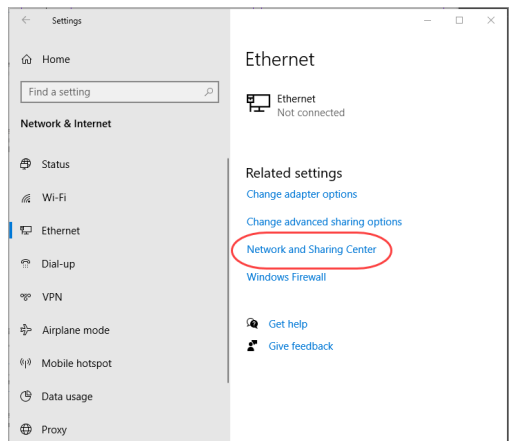 Settings
Home
Find a setting
Network & Internet
Status
Wi-Fi
Ethernet
Dial-up
VPN
Airplane mode
Mobile hotspot
Data usage
Proxy
Ethernet
Ethernet
Not connected
Related settings
Change adapter options
Change advanced sharing options
Network and Sharing Center
Windows Firewall
Get help
Give feedback